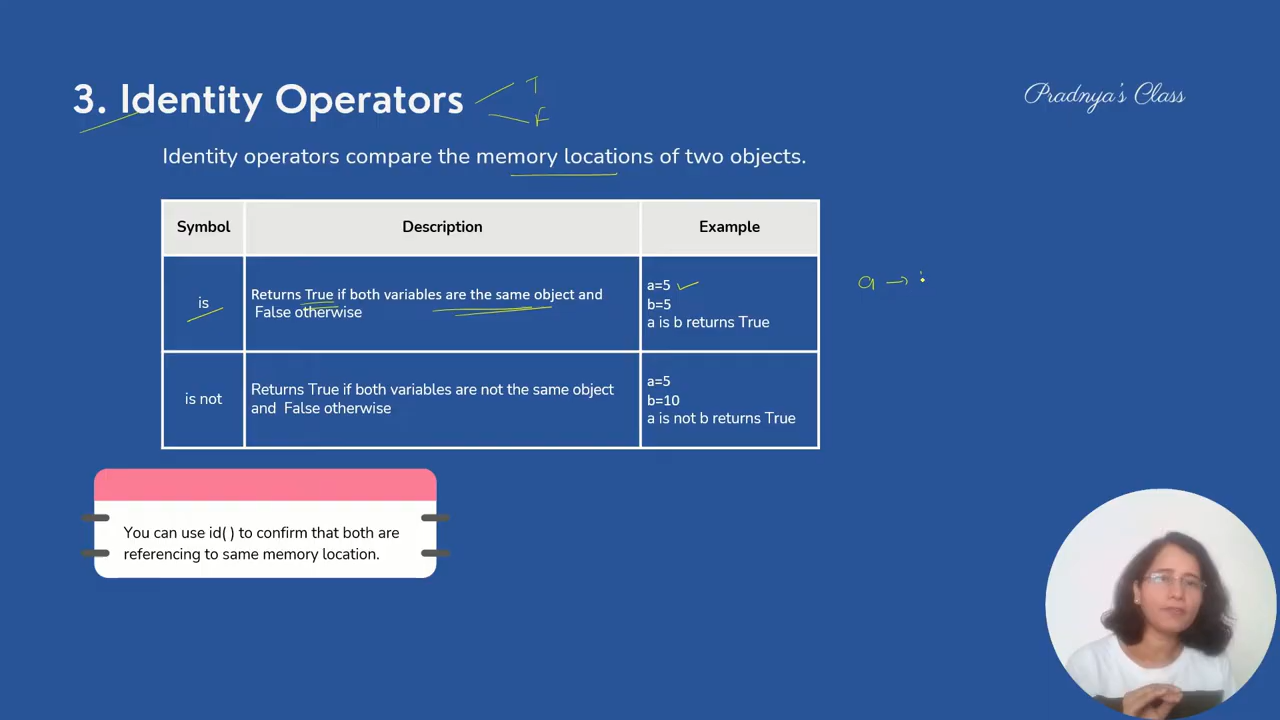 3. Identity Operators
T
F
Pradnya's Class
Identity operators compare the memory locations of two objects.
Symbol
Description
Example
is
Returns True if both variables are the same object and
False otherwise
a=5
b=5
a is b returns True
a →
is not
Returns True if both variables are not the same object
and False otherwise
a=5
b=10
a is not b returns True
You can use id( ) to confirm that both are
referencing to same memory location.